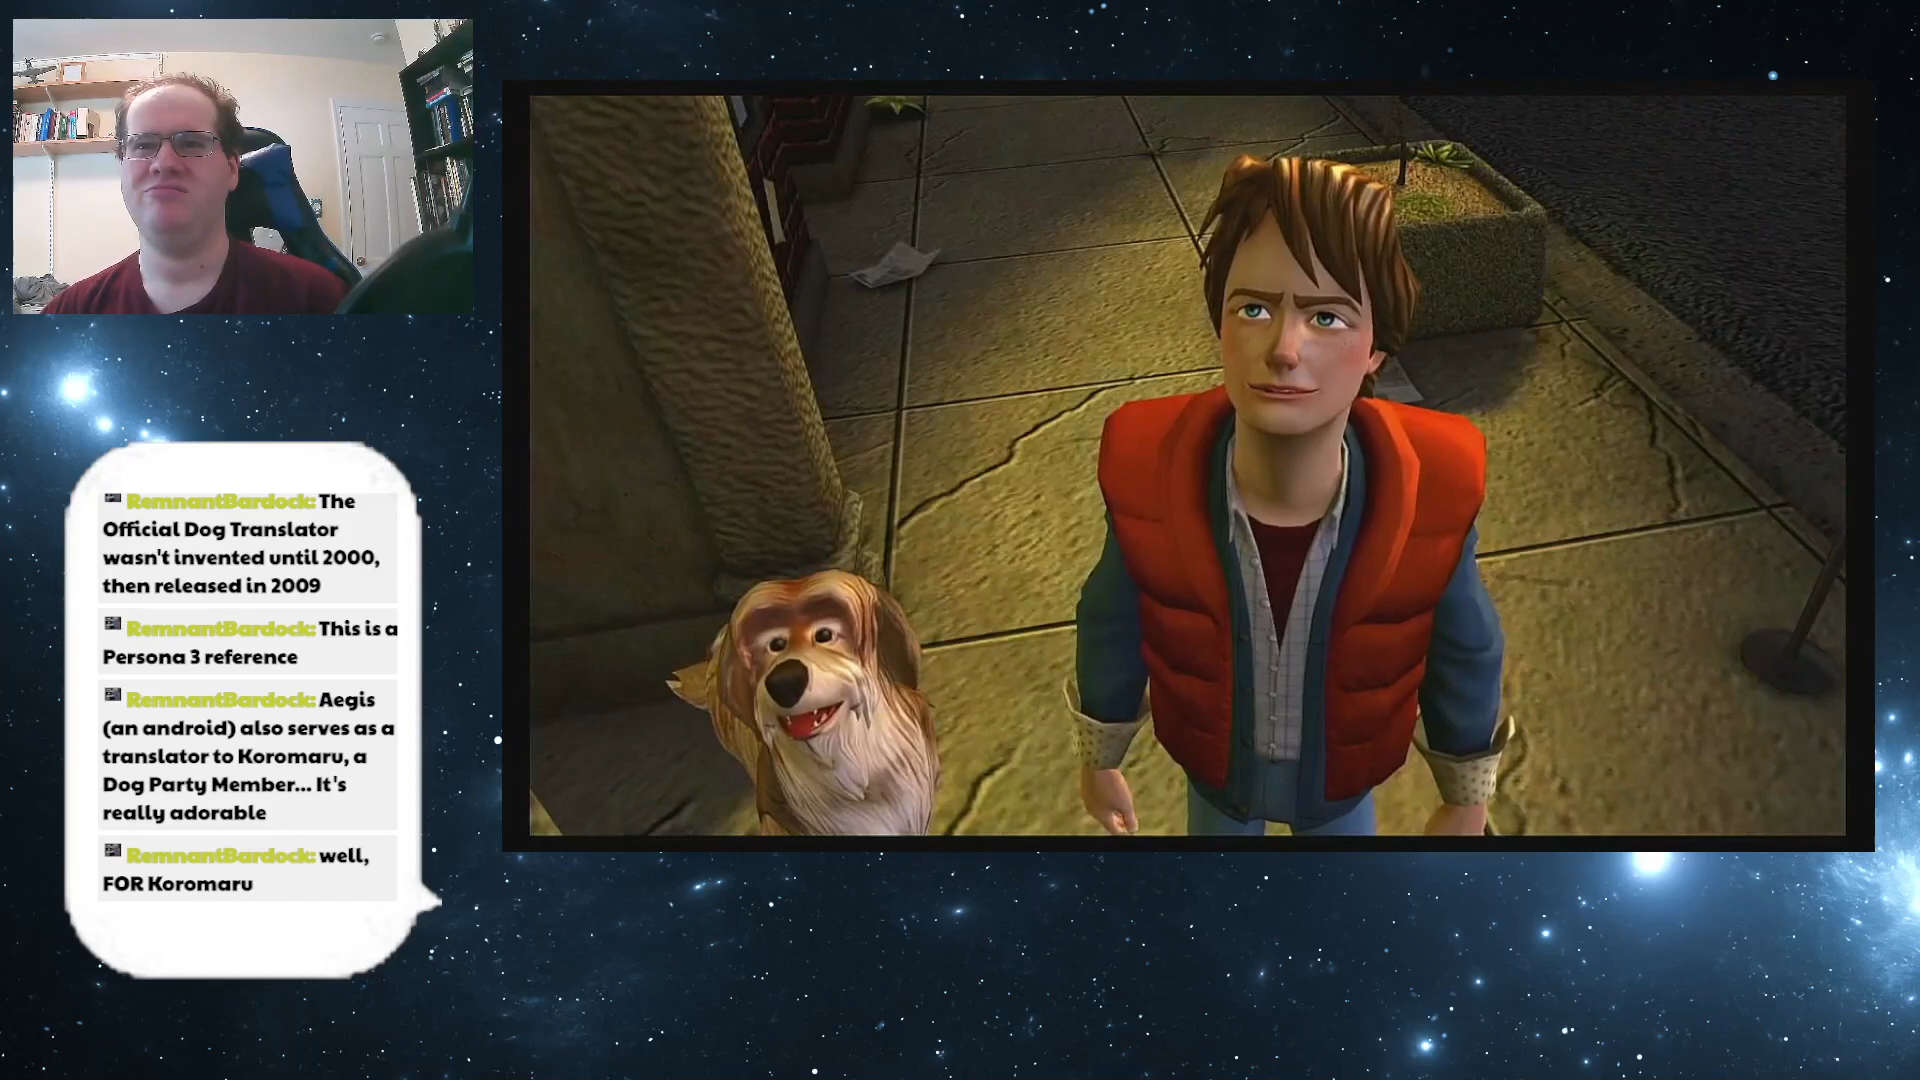 RemnantBardock: The
Official Dog Translator
wasn't invented until 2000,
then released in 2009
RemnantBardock: This is a
Persona 3 reference
RemnantBardock: Aegis
(an android) also serves as a
translator to Koromaru, a
Dog Party Member... It's
really adorable
RemnantBardock: well,
FOR Koromaru